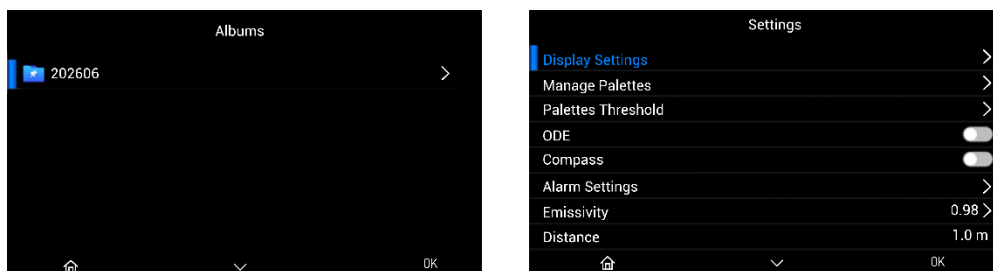 Albums
202606
OK
Settings
Display Settings
Manage Palettes
Palettes Threshold
ODE
Compass
Alarm Settings
Emissivity 0.98
Distance 1.0 m
OK